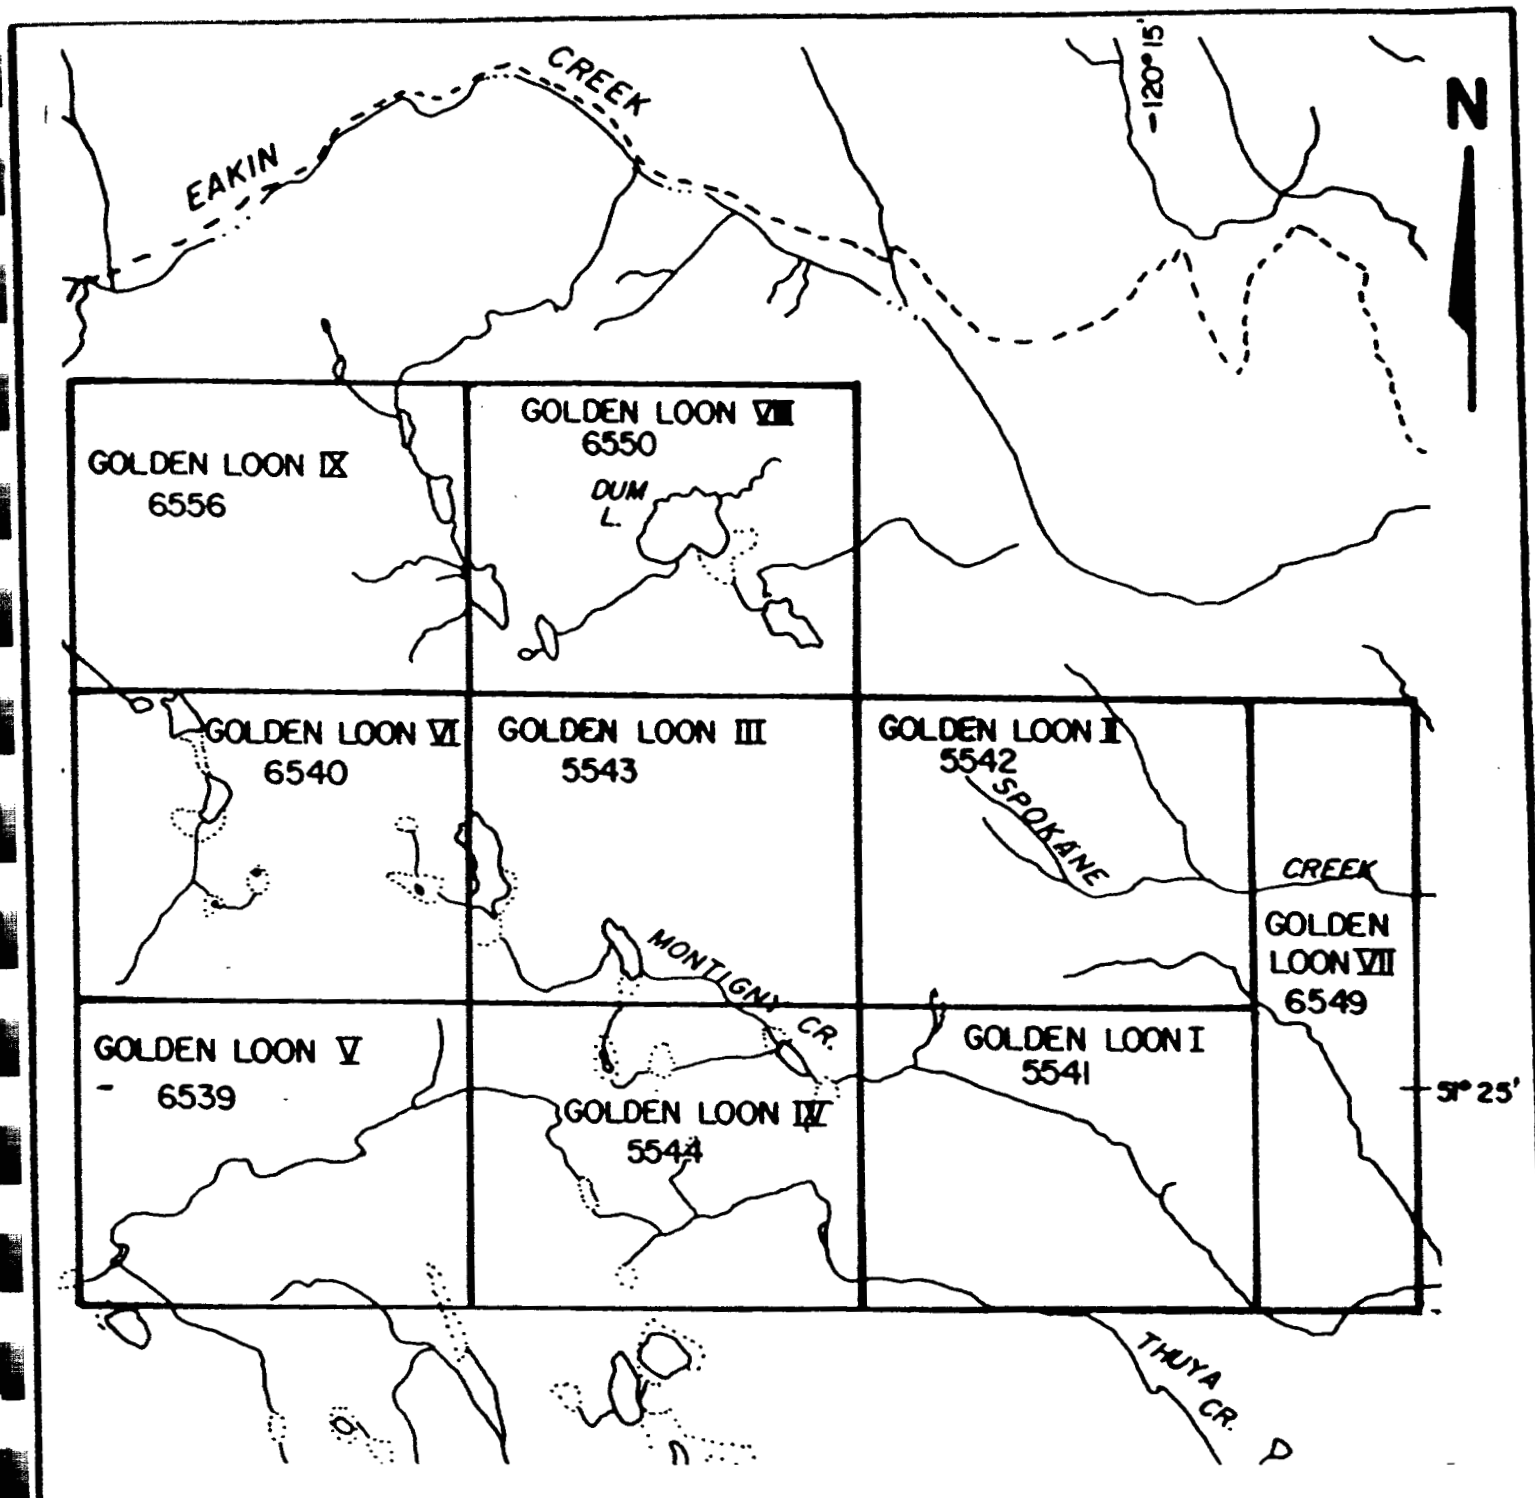 EAKIN CREEK
-120° 15'
N
GOLDEN LOON IX
6556
GOLDEN LOON VIII
6550
DUM
L.
GOLDEN LOON VI
6540
GOLDEN LOON III
5543
GOLDEN LOON II
5542
SPOKANE CREEK
GOLDEN
LOON VII
6549
MONTIGNY CR.
GOLDEN LOON V
6539
GOLDEN LOON IV
5544
GOLDEN LOON I
5541
51° 25'
THUYA CR.